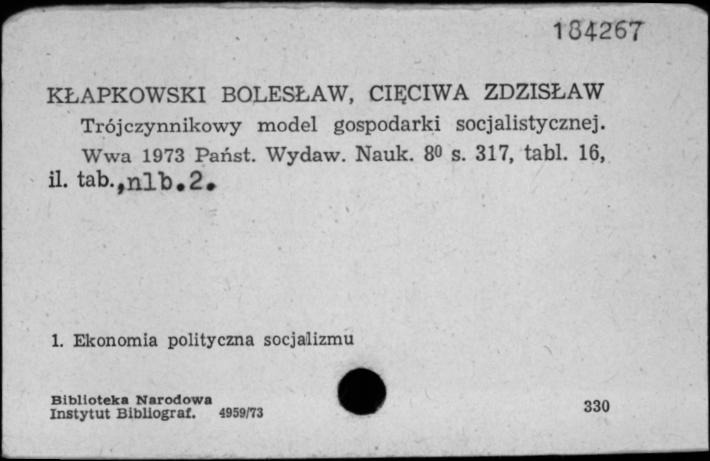 184267
KŁAPKOWSKI BOLESŁAW, CIĘCIWA ZDZISŁAW
Trójczynnikowy model gospodarki socjalistycznej.
Wwa 1973 Państ. Wydaw. Nauk. 8⁰ s. 317, tabl. 16,
il. tab.,nlb.2.
1. Ekonomia polityczna socjalizmu
Biblioteka Narodowa
Instytut Bibliograf. 4959/73
330